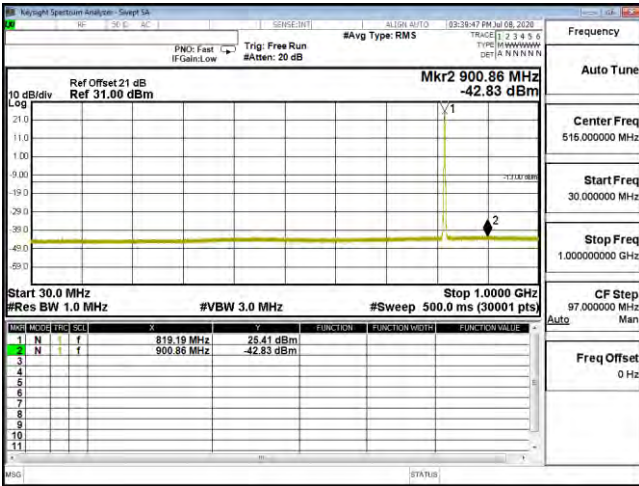 Keysight Spectrum Analyzer - Swept SA
RF 50 Ω AC SENSE:INT ALIGN AUTO 03:39:47 PM Jul 08, 2020
#Avg Type: RMS
TRACE 1 2 3 4 5 6
TYPE M WWWWW
DET A N N N N N
PNO: Fast Trig: Free Run
IFGain:Low #Atten: 20 dB
Mkr2 900.86 MHz
-42.83 dBm
Ref Offset 21 dB
10 dB/div Ref 31.00 dBm
Log
21.0
11.0
1.00
-9.00
-13.00 dBm
-19.0
-29.0
-39.0
-49.0
-59.0
1
2
Start 30.0 MHz Stop 1.0000 GHz
#Res BW 1.0 MHz #VBW 3.0 MHz #Sweep 500.0 ms (30001 pts)
MKR MODE TRC SCL X Y FUNCTION FUNCTION WIDTH FUNCTION VALUE
1 N 1 f 819.19 MHz 25.41 dBm
2 N 1 f 900.86 MHz -42.83 dBm
3
4
5
6
7
8
9
10
11
MSG STATUS
Frequency
Auto Tune
Center Freq
515.000000 MHz
Start Freq
30.000000 MHz
Stop Freq
1.000000000 GHz
CF Step
97.000000 MHz
Auto Man
Freq Offset
0 Hz